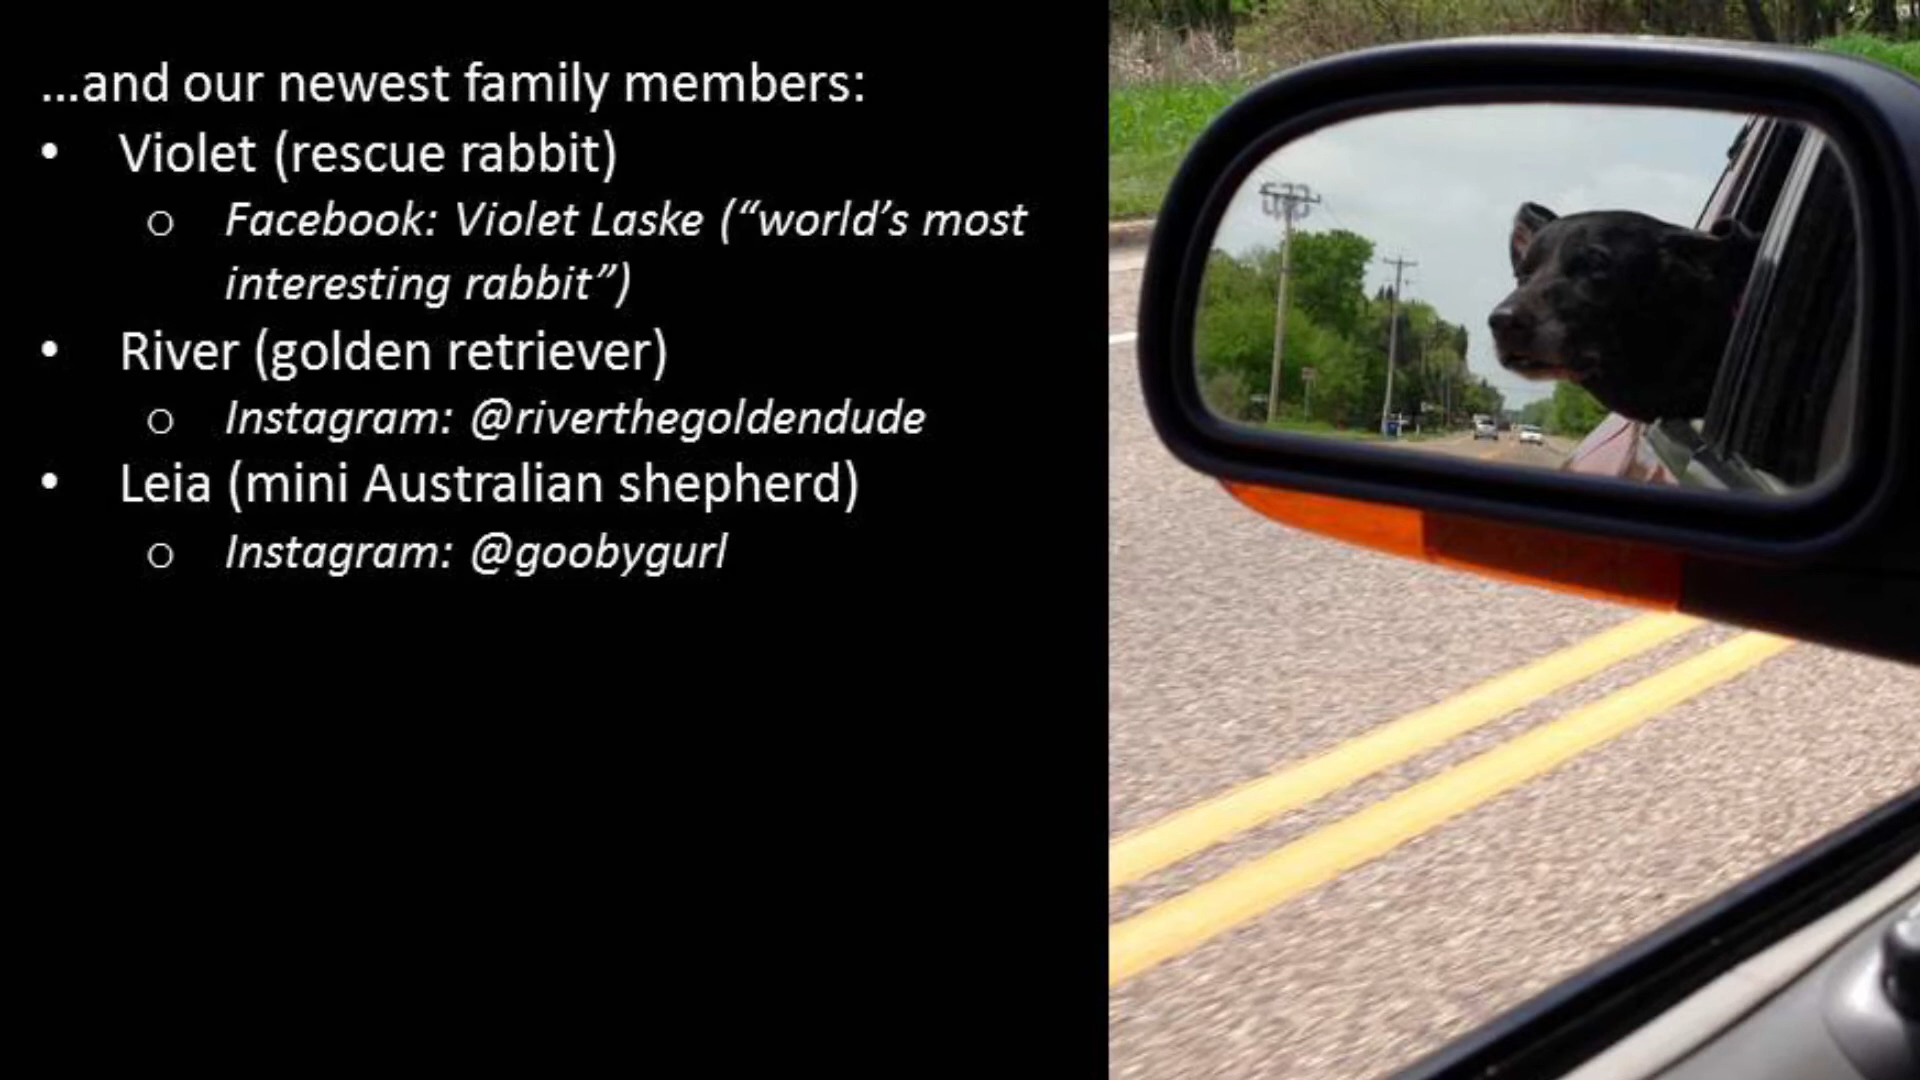 ...and our newest family members:
• Violet (rescue rabbit)
o Facebook: Violet Laske (“world’s most
interesting rabbit”)
• River (golden retriever)
o Instagram: @riverthegoldendude
• Leia (mini Australian shepherd)
o Instagram: @goobygurl